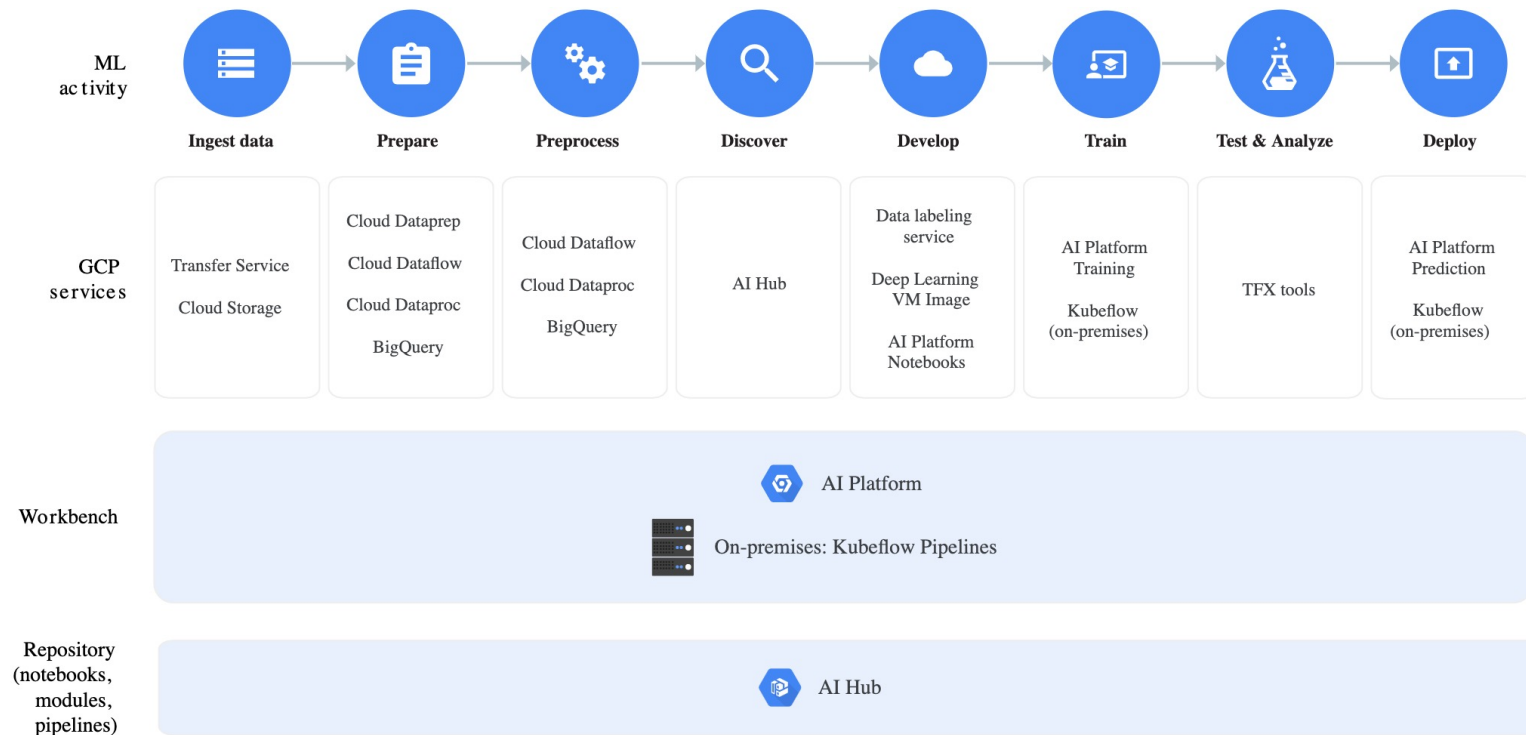 ML
activity
Ingest data
Prepare
Preprocess
Discover
Develop
Train
Test & Analyze
Deploy
GCP
services
Transfer Service
Cloud Storage
Cloud Dataprep
Cloud Dataflow
Cloud Dataproc
BigQuery
Cloud Dataflow
Cloud Dataproc
BigQuery
AI Hub
Data labeling
service
Deep Learning
VM Image
AI Platform
Notebooks
AI Platform
Training
Kubeflow
(on-premises)
TFX tools
AI Platform
Prediction
Kubeflow
(on-premises)
Workbench
AI Platform
On-premises: Kubeflow Pipelines
Repository
(notebooks,
modules,
pipelines)
AI Hub